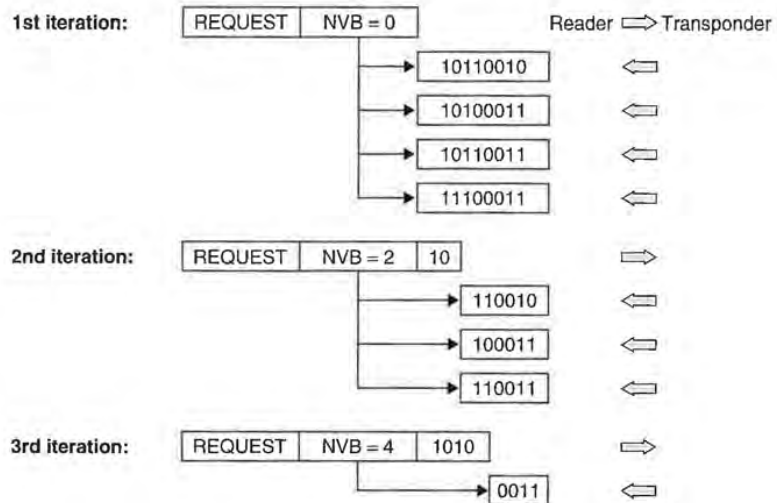 1st iteration: REQUEST NVB = 0 Reader Transponder
10110010
10100011
10110011
11100011
2nd iteration: REQUEST NVB = 2 10
110010
100011
110011
3rd iteration: REQUEST NVB = 4 1010
0011